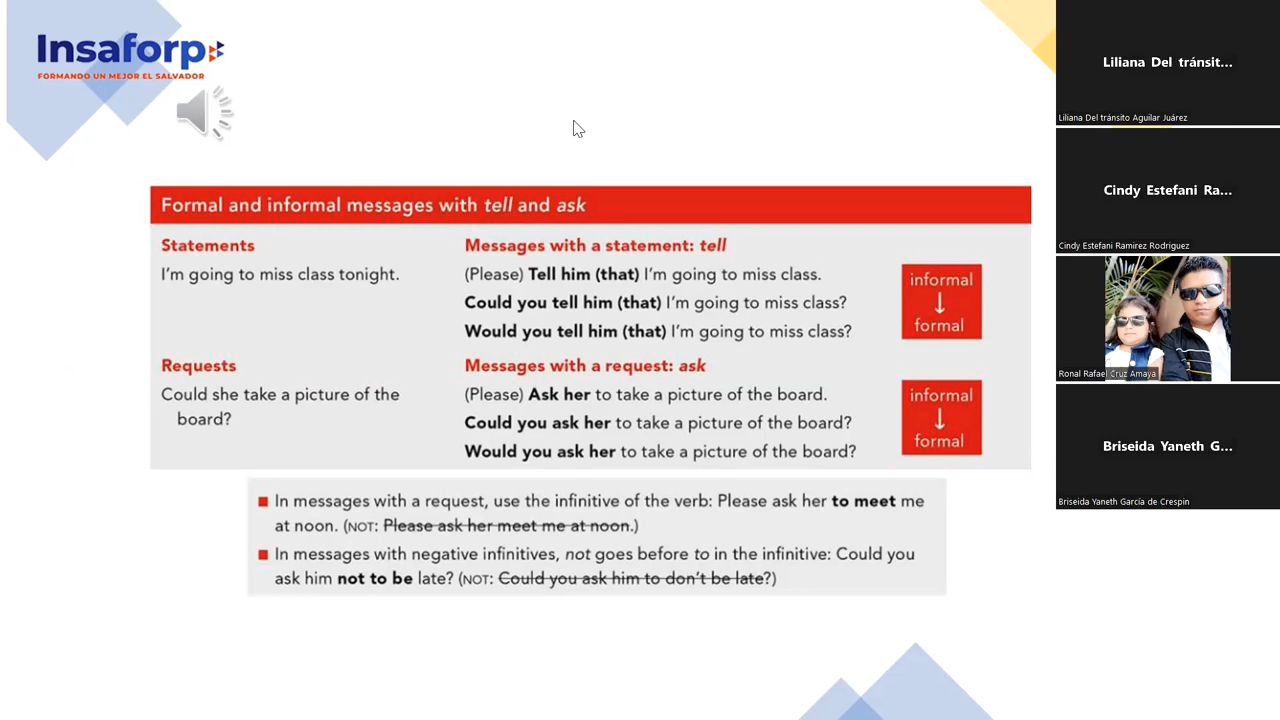 Insaforp
FORMANDO UN MEJOR EL SALVADOR
Formal and informal messages with tell and ask
Statements
I'm going to miss class tonight.
Messages with a statement: tell
(Please) Tell him (that) I'm going to miss class.
Could you tell him (that) I'm going to miss class?
Would you tell him (that) I'm going to miss class?
informal
↓
formal
Requests
Could she take a picture of the
board?
Messages with a request: ask
(Please) Ask her to take a picture of the board.
Could you ask her to take a picture of the board?
Would you ask her to take a picture of the board?
informal
↓
formal
■ In messages with a request, use the infinitive of the verb: Please ask her to meet me
at noon. (NOT: Please ask her meet me at noon.)
■ In messages with negative infinitives, not goes before to in the infinitive: Could you
ask him not to be late? (NOT: Could you ask him to don't be late?)
Liliana Del tránsit...
Liliana Del tránsito Aguilar Juárez
Cindy Estefani Ra...
Cindy Estefani Ramirez Rodriguez
Ronal Rafael Cruz Amaya
Briseida Yaneth G...
Briseida Yaneth García de Crespin